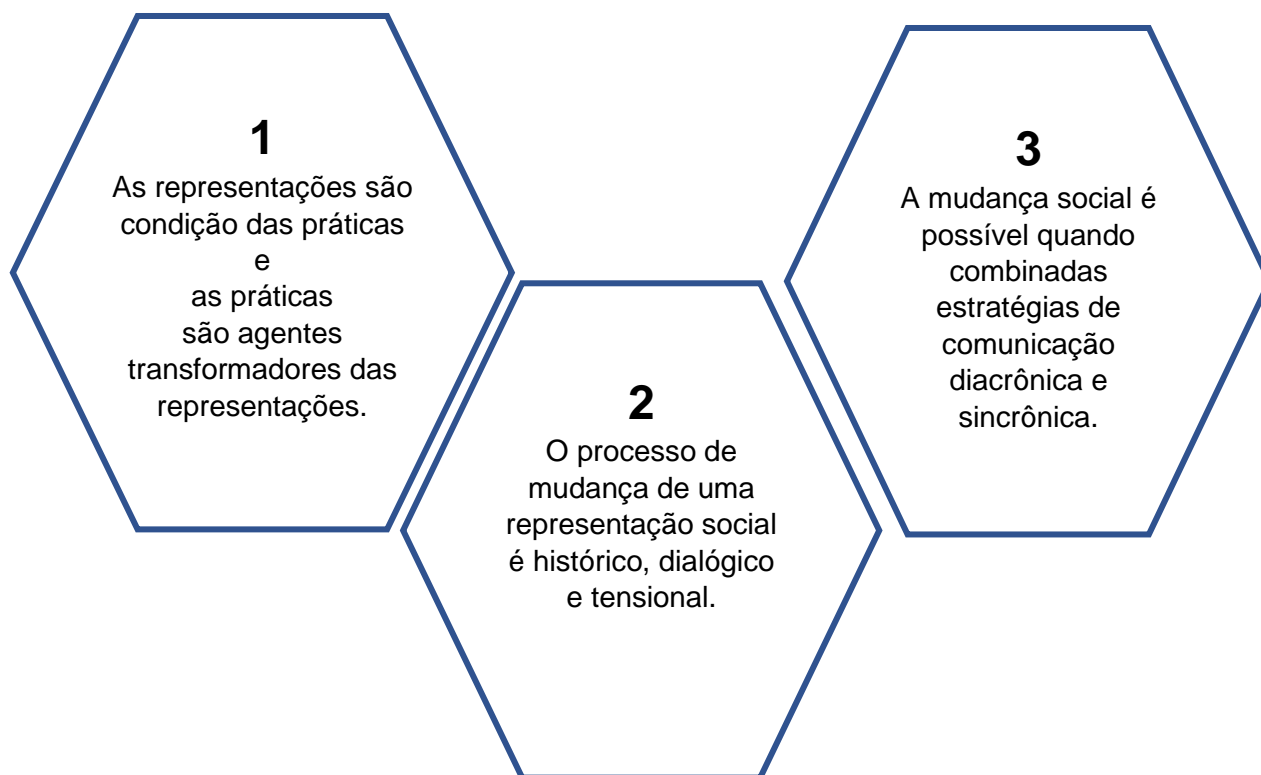 1
As representações são
condição das práticas
e
as práticas
são agentes
transformadores das
representações.
2
O processo de
mudança de uma
representação social
é histórico, dialógico
e tensional.
3
A mudança social é
possível quando
combinadas
estratégias de
comunicação
diacrônica e
sincrônica.